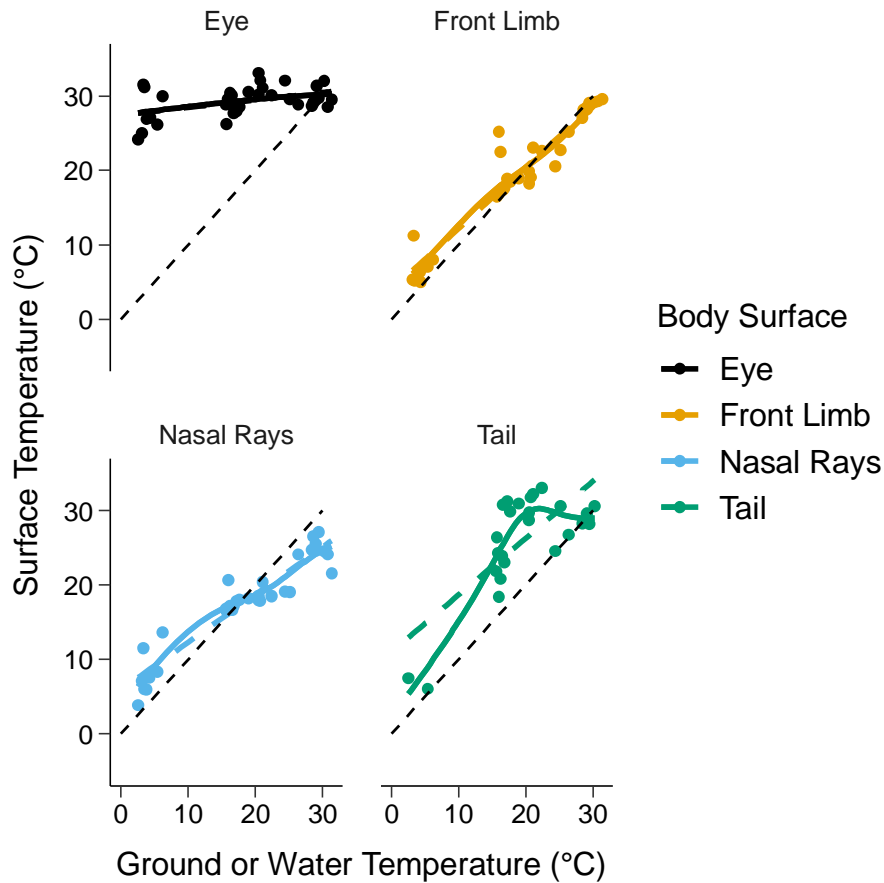 Eye
Front Limb
30
20
10
0
Nasal Rays
Tail
30
20
10
0
0 10 20 30
0 10 20 30
Surface Temperature (°C)
Ground or Water Temperature (°C)
Body Surface
Eye
Front Limb
Nasal Rays
Tail